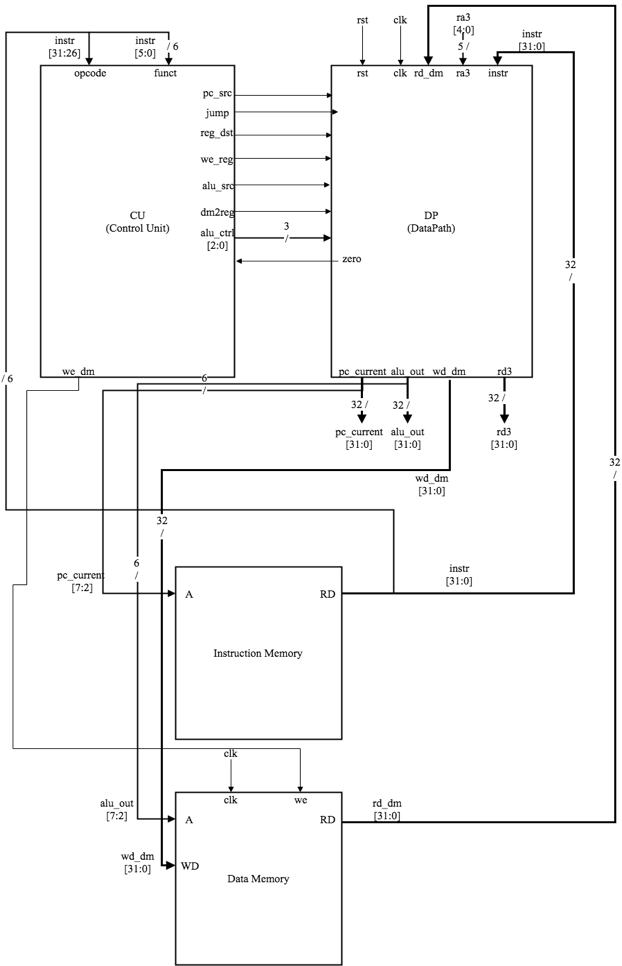 rst
clk
ra3
[4:0]
5 /
instr
[31:26]
instr
[5:0]
/ 6
instr
[31:0]
opcode
funct
rst
clk
rd_dm
ra3
instr
pc_src
jump
reg_dst
we_reg
alu_src
dm2reg
alu_ctrl
[2:0]
3
/
zero
CU
(Control Unit)
DP
(DataPath)
32
/
we_dm
pc_current
alu_out
wd_dm
rd3
/ 6
6
/
32 /
32 /
32 /
pc_current
[31:0]
alu_out
[31:0]
rd3
[31:0]
32
/
wd_dm
[31:0]
32
/
6
/
pc_current
[7:2]
instr
[31:0]
A
RD
Instruction Memory
clk
clk
we
alu_out
[7:2]
A
RD
rd_dm
[31:0]
wd_dm
[31:0]
WD
Data Memory